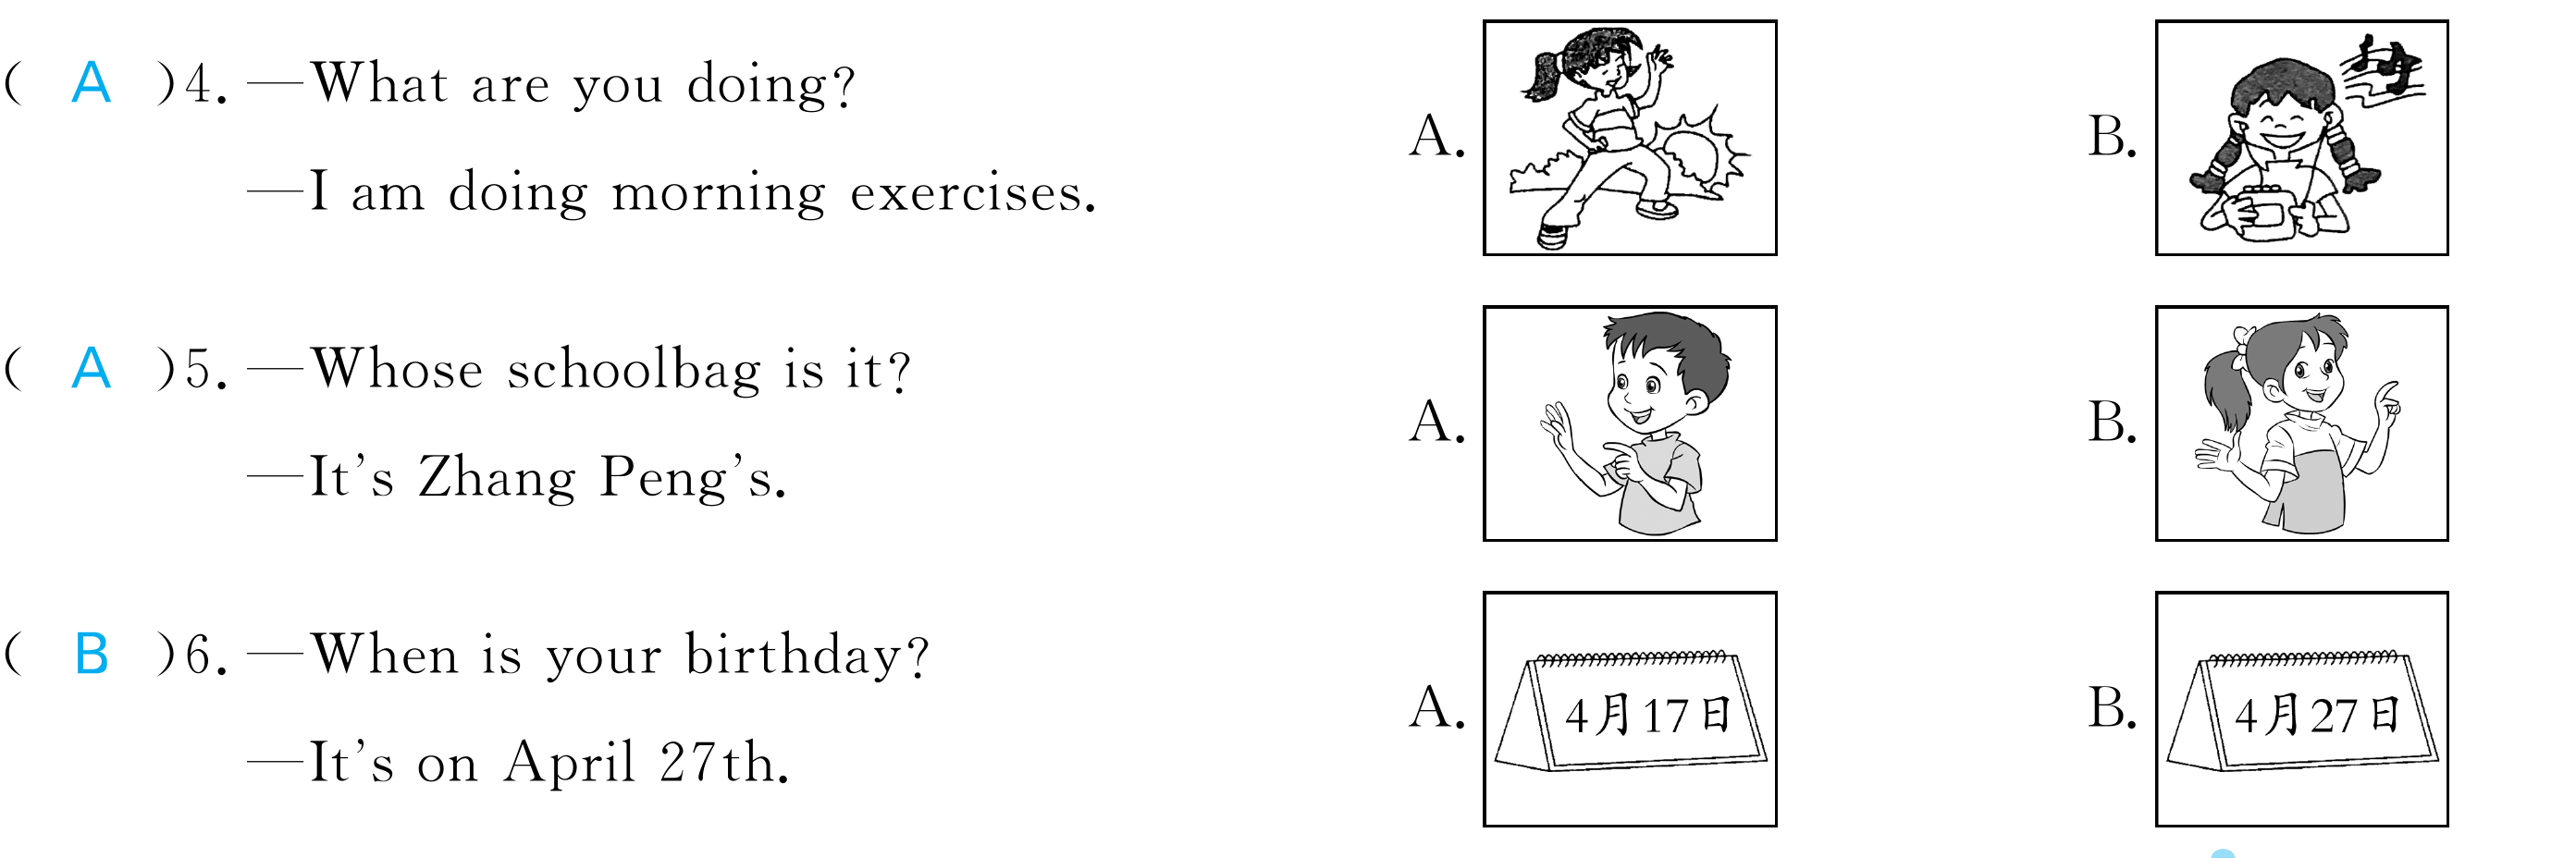 ( A )4. —What are you doing?
—I am doing morning exercises.
A.
B.
( A )5. —Whose schoolbag is it?
—It's Zhang Peng's.
A.
B.
( B )6. —When is your birthday?
—It's on April 27th.
A. 4月17日
B. 4月27日